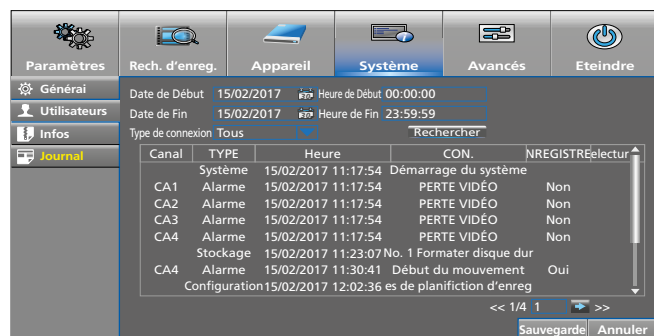 Paramètres Rech. d’enreg. Appareil Système Avancés Eteindre
Générai
Utilisateurs
Infos
Journal
Date de Début 15/02/2017 Heure de Début 00:00:00
Date de Fin 15/02/2017 Heure de Fin 23:59:59
Type de connexion Tous Rechercher
Canal TYPE Heure CON. NREGISTRE electur
Système 15/02/2017 11:17:54 Démarrage du système
CA1 Alarme 15/02/2017 11:17:54 PERTE VIDÉO Non
CA2 Alarme 15/02/2017 11:17:54 PERTE VIDÉO Non
CA3 Alarme 15/02/2017 11:17:54 PERTE VIDÉO Non
CA4 Alarme 15/02/2017 11:17:54 PERTE VIDÉO Non
Stockage 15/02/2017 11:23:07 No. 1 Formater disque dur
CA4 Alarme 15/02/2017 11:30:41 Début du mouvement Oui
Configuration 15/02/2017 12:02:36 es de planifiction d’enreg
<< 1/4 1 >>
Sauvegarde Annuler